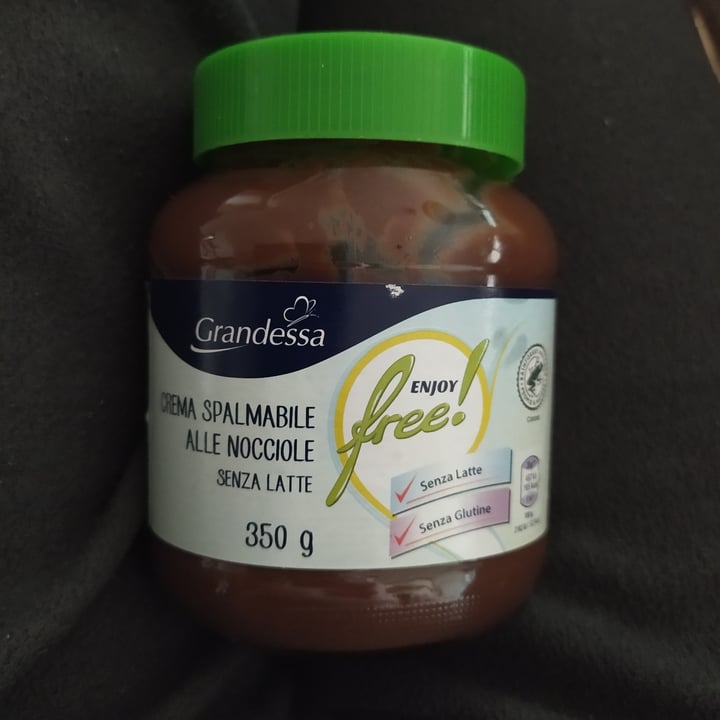 Grandessa
CREMA SPALMABILE
ALLE NOCCIOLE
SENZA LATTE
350 g
ENJOY
free!
Senza Latte
Senza Glutine